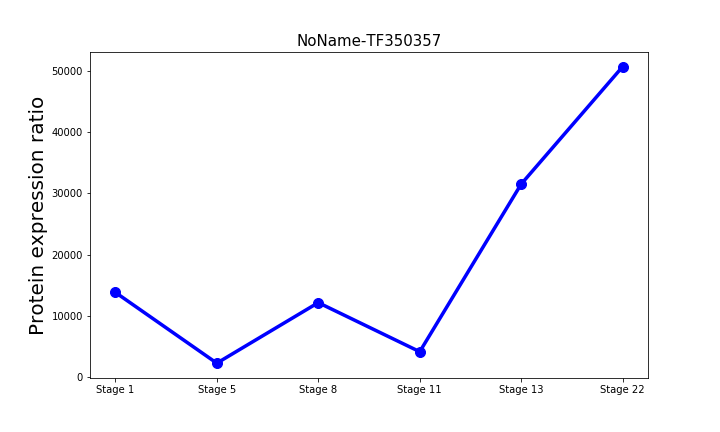 NoName-TF350357
Protein expression ratio
50000
40000
30000
20000
10000
0
Stage 1 Stage 5 Stage 8 Stage 11 Stage 13 Stage 22